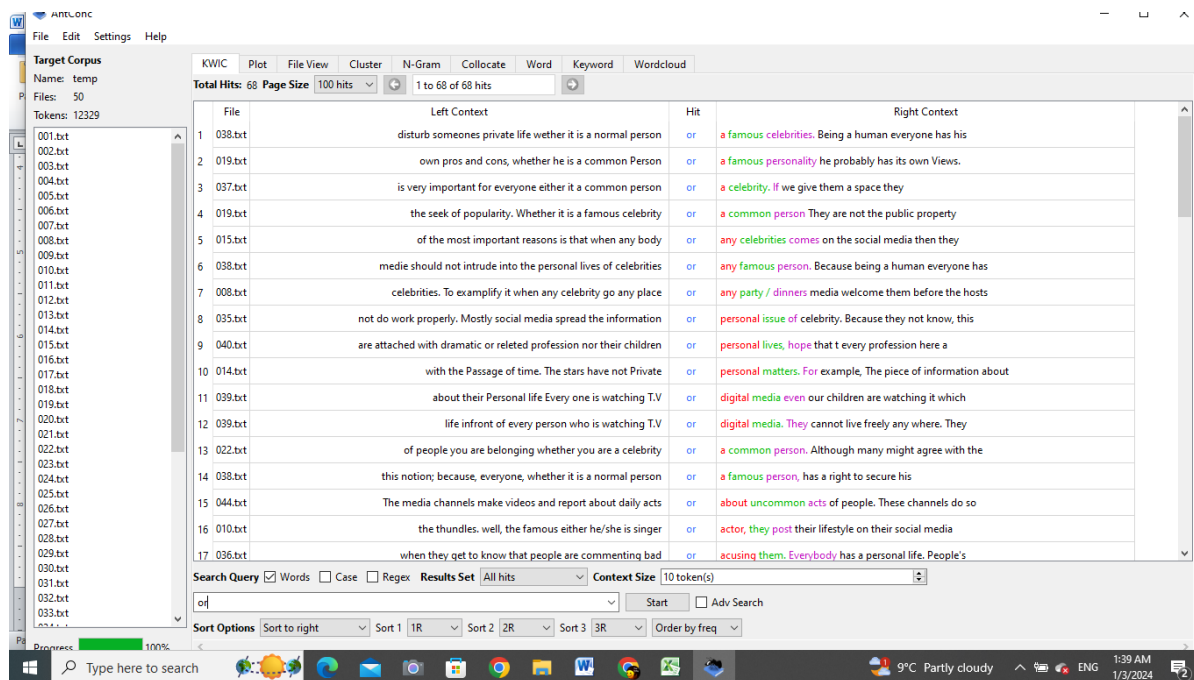 AntConc
File Edit Settings Help
Target Corpus
Name: temp
Files: 50
Tokens: 12329
001.txt
002.txt
003.txt
004.txt
005.txt
006.txt
007.txt
008.txt
009.txt
010.txt
011.txt
012.txt
013.txt
014.txt
015.txt
016.txt
017.txt
018.txt
019.txt
020.txt
021.txt
022.txt
023.txt
024.txt
025.txt
026.txt
027.txt
028.txt
029.txt
030.txt
031.txt
032.txt
033.txt
Progress 100%
KWIC Plot File View Cluster N-Gram Collocate Word Keyword Wordcloud
Total Hits: 68 Page Size 100 hits 1 to 68 of 68 hits
File Left Context Hit Right Context
1 038.txt disturb someones private life wether it is a normal person or a famous celebrities. Being a human everyone has his
2 019.txt own pros and cons, whether he is a common Person or a famous personality he probably has its own Views.
3 037.txt is very important for everyone either it a common person or a celebrity. If we give them a space they
4 019.txt the seek of popularity. Whether it is a famous celebrity or a common person They are not the public property
5 015.txt of the most important reasons is that when any body or any celebrities comes on the social media then they
6 038.txt medie should not intrude into the personal lives of celebrities or any famous person. Because being a human everyone has
7 008.txt celebrities. To examplify it when any celebrity go any place or any party / dinners media welcome them before the hosts
8 035.txt not do work properly. Mostly social media spread the information or personal issue of celebrity. Because they not know, this
9 040.txt are attached with dramatic or releted profession nor their children or personal lives, hope that t every profession here a
10 014.txt with the Passage of time. The stars have not Private or personal matters. For example, The piece of information about
11 039.txt about their Personal life Every one is watching T.V or digital media even our children are watching it which
12 039.txt life infront of every person who is watching T.V or digital media. They cannot live freely any where. They
13 022.txt of people you are belonging whether you are a celebrity or a common person. Although many might agree with the
14 038.txt this notion; because, everyone, whether it is a normal person or a famous person, has a right to secure his
15 044.txt The media channels make videos and report about daily acts or about uncommon acts of people. These channels do so
16 010.txt the thundles. well, the famous either he/she is singer or actor, they post their lifestyle on their social media
17 036.txt when they get to know that people are commenting bad or acusing them. Everybody has a personal life. People's
Search Query Words Case Regex Results Set All hits Context Size 10 token(s)
or Start Adv Search
Sort Options Sort to right Sort 1 1R Sort 2 2R Sort 3 3R Order by freq
Type here to search 9°C Partly cloudy ENG 1:39 AM
1/3/2024